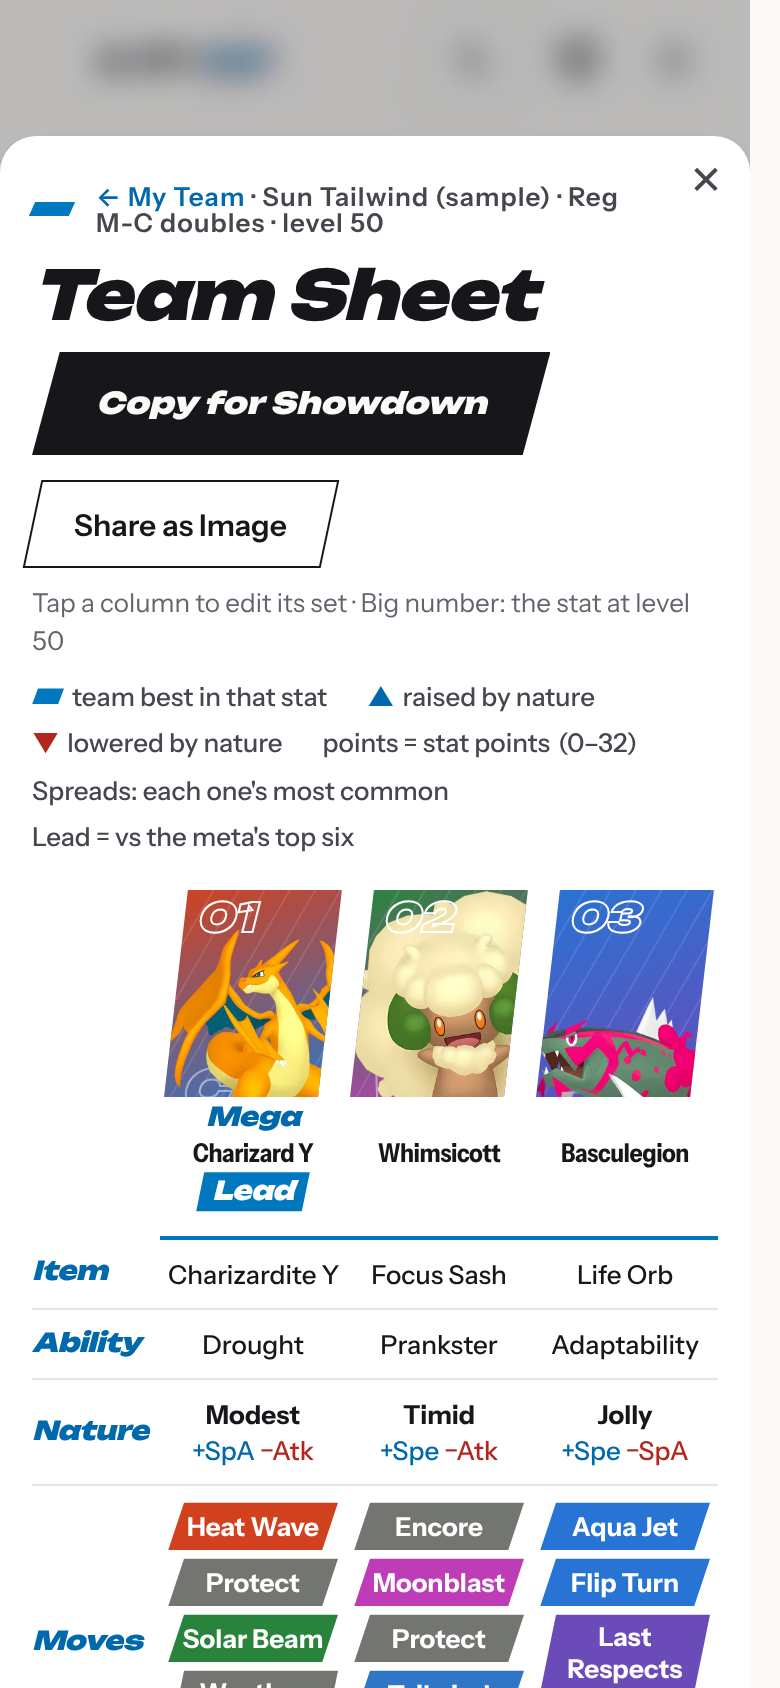 ← My Team · Sun Tailwind (sample) · Reg
M-C doubles · level 50
Team Sheet
Copy for Showdown
Share as Image
Tap a column to edit its set · Big number: the stat at level
50
team best in that stat
raised by nature
lowered by nature
points = stat points (0–32)
Spreads: each one's most common
Lead = vs the meta's top six
01 02 03
Mega
Charizard Y Whimsicott Basculegion
Lead
Item Charizardite Y Focus Sash Life Orb
Ability Drought Prankster Adaptability
Nature Modest Timid Jolly
+SpA −Atk +Spe −Atk +Spe −SpA
Heat Wave Encore Aqua Jet
Protect Moonblast Flip Turn
Moves Solar Beam Protect Last
Respects